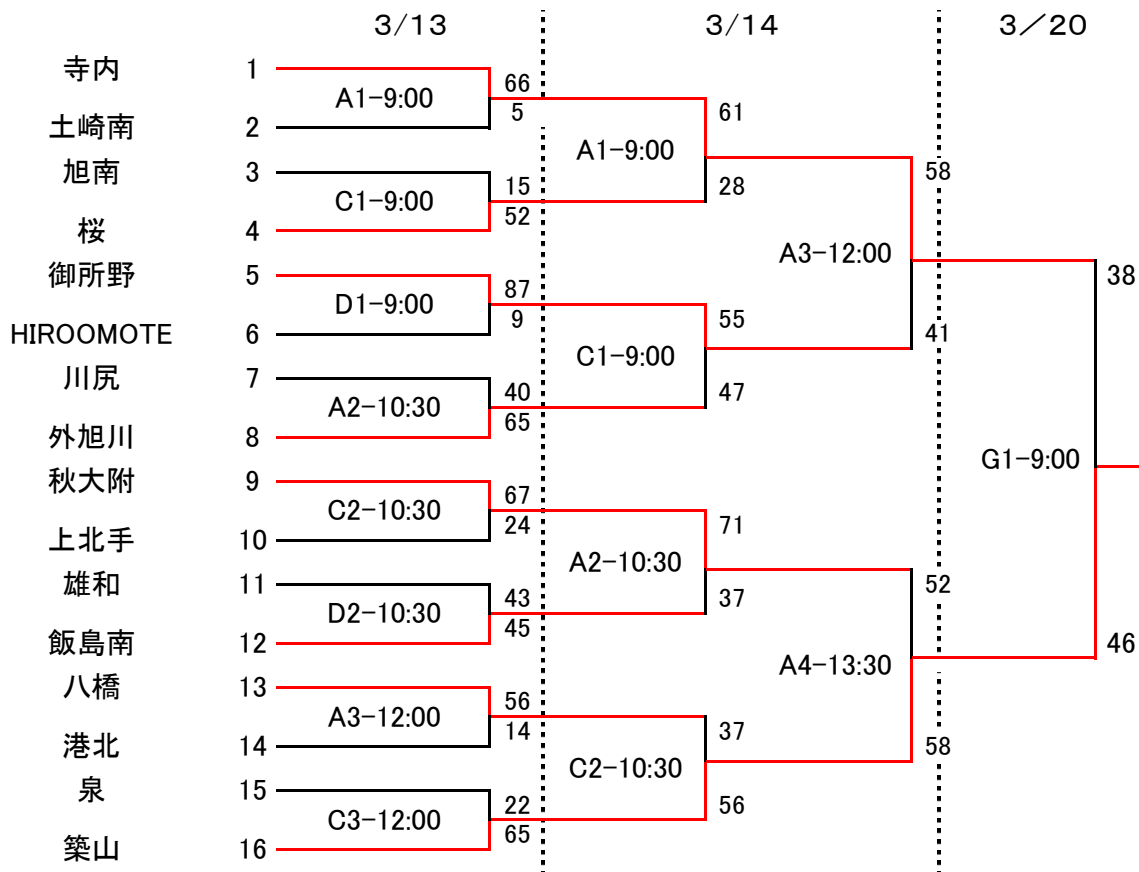 3/13 3/14 3／20
寺内 1
A1-9:00 66
5
土崎南 2
旭南 3
C1-9:00 15
52
桜 4
A1-9:00 61
28
御所野 5
D1-9:00 87
9
HIROOMOTE 6
川尻 7
A2-10:30 40
65
外旭川 8
C1-9:00 55
47
A3-12:00 58
41
秋大附 9
C2-10:30 67
24
上北手 10
雄和 11
D2-10:30 43
45
飯島南 12
A2-10:30 71
37
八橋 13
A3-12:00 56
14
港北 14
泉 15
C3-12:00 22
65
築山 16
C2-10:30 37
56
A4-13:30 52
58
G1-9:00 38
46